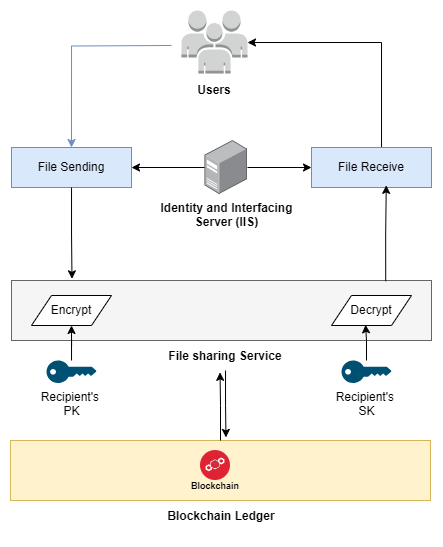 Users
File Sending
File Receive
Identity and Interfacing
Server (IIS)
Encrypt
Decrypt
File sharing Service
Recipient's
PK
Recipient's
SK
Blockchain
Blockchain Ledger